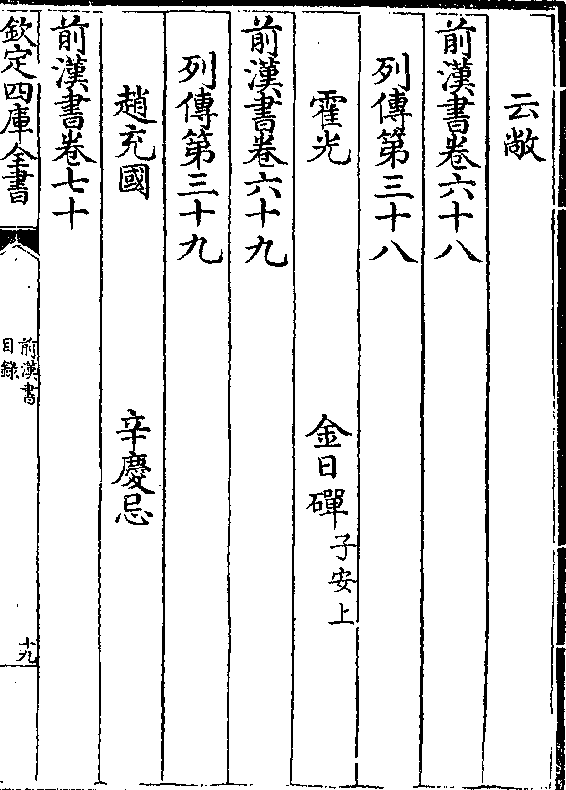 云敞
前漢書卷六十八
列傳第三十八
霍光　金日磾子安上
前漢書卷六十九
列傳第三十九
趙充國　辛慶忌
前漢書卷七十
欽定四庫全書
前漢書
目錄
十九